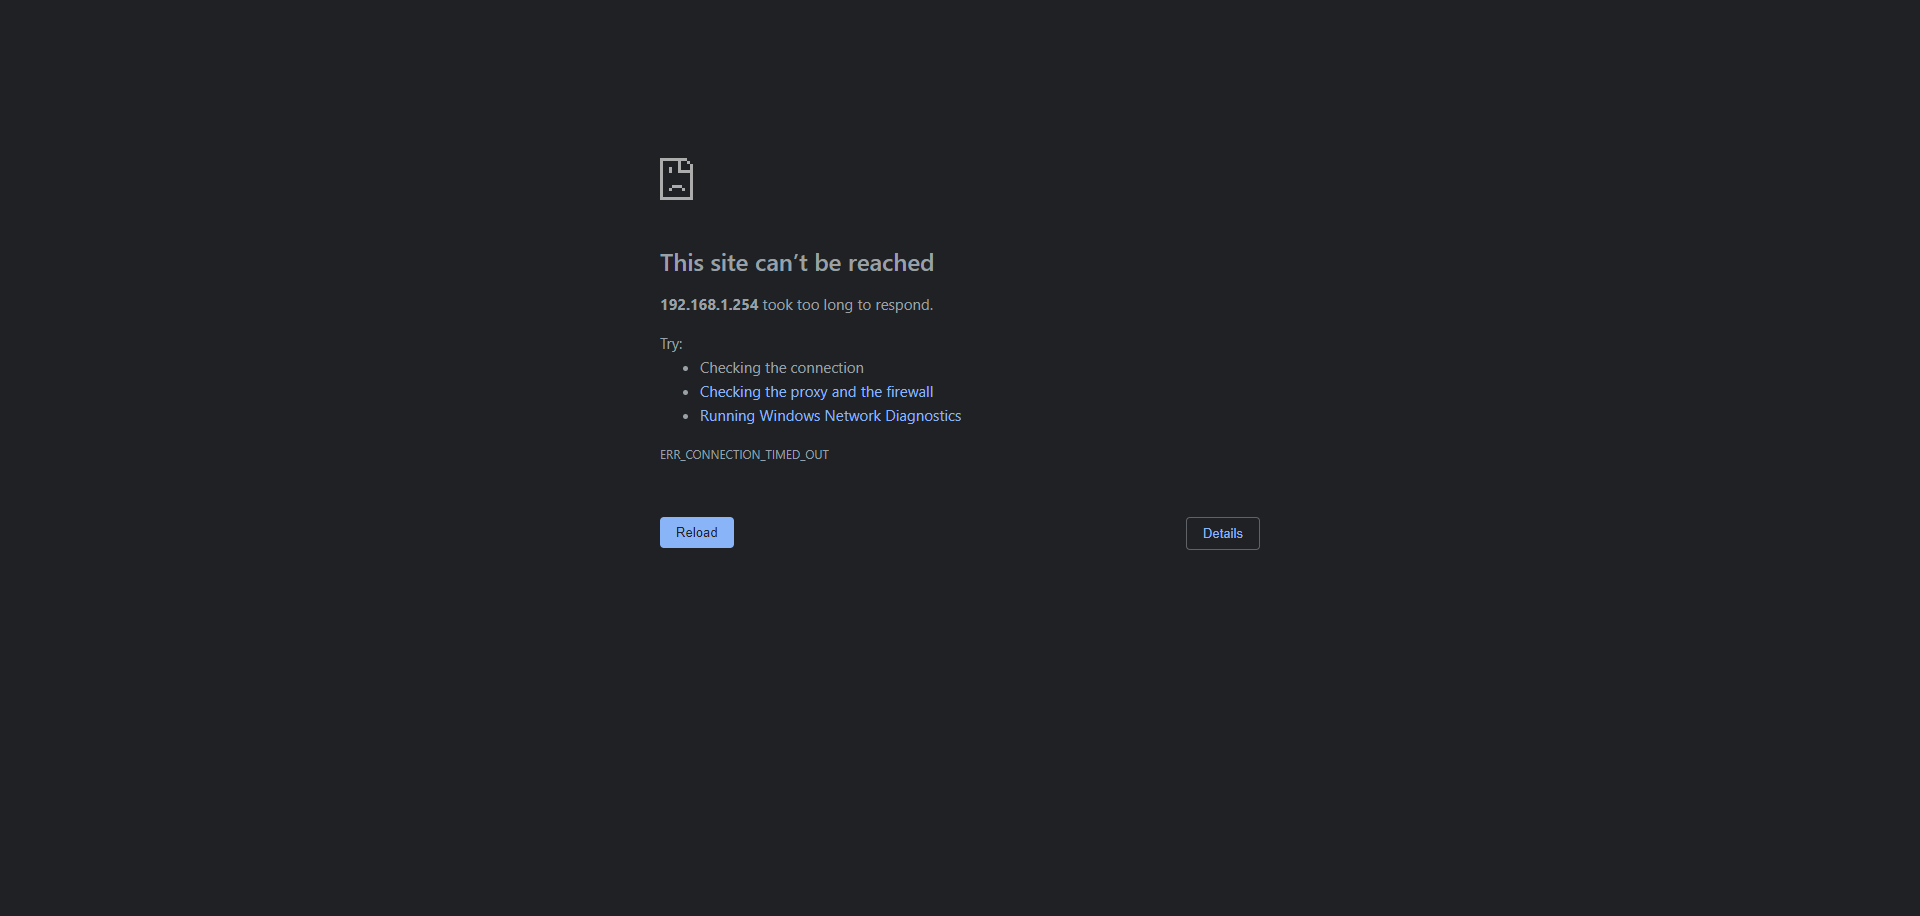 This site can’t be reached
192.168.1.254 took too long to respond.
Try:
• Checking the connection
• Checking the proxy and the firewall
• Running Windows Network Diagnostics
ERR_CONNECTION_TIMED_OUT
Reload
Details